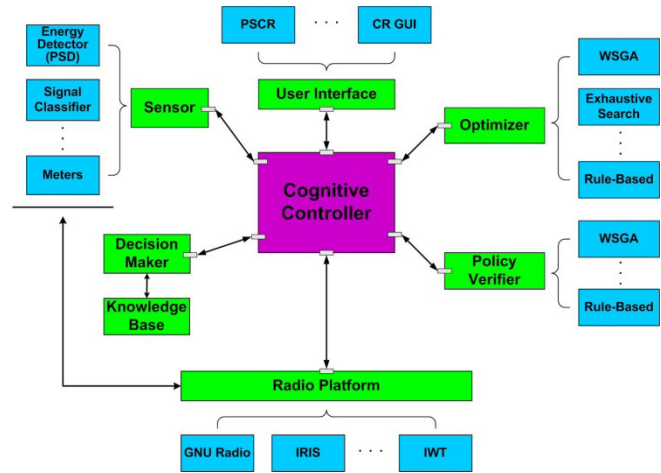 PSCR
CR GUI
Energy
Detector
(PSD)
Signal
Classifier
Meters
Sensor
User Interface
Optimizer
WSGA
Exhaustive
Search
Rule-Based
Cognitive
Controller
Decision
Maker
Knowledge
Base
Policy
Verifier
WSGA
Rule-Based
Radio Platform
GNU Radio
IRIS
IWT